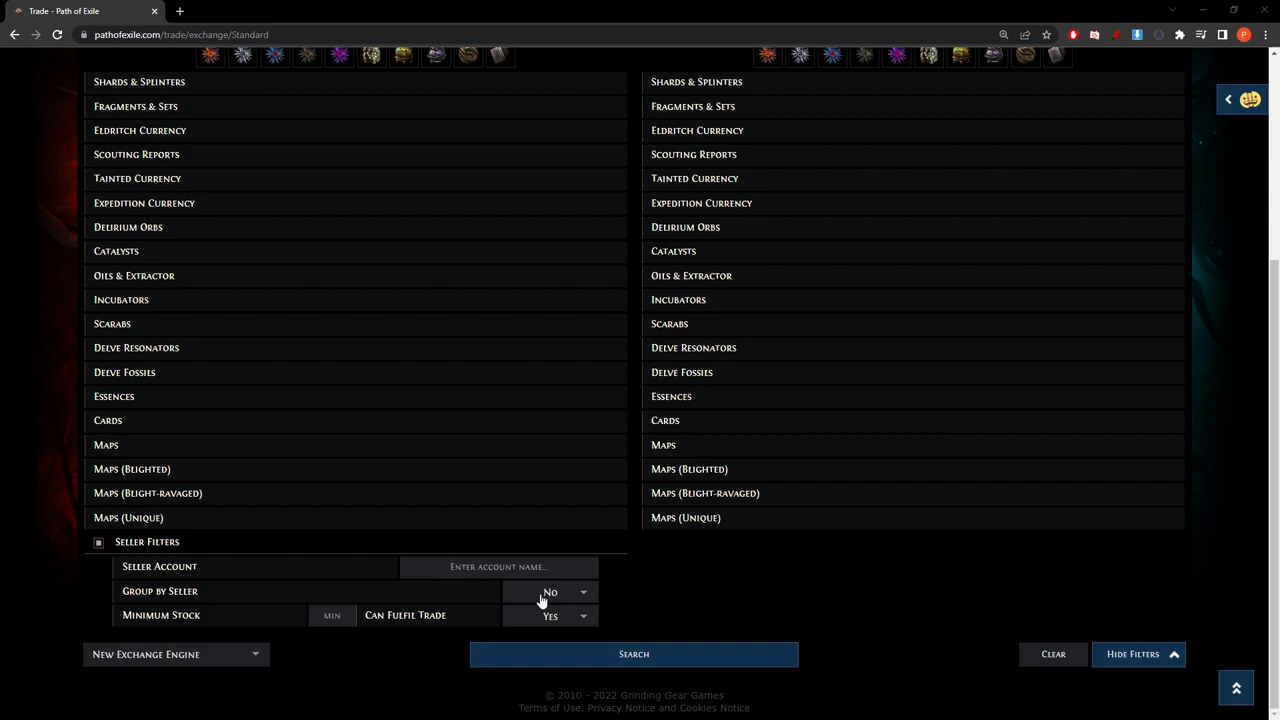 Trade - Path of Exile
pathofexile.com/trade/exchange/Standard
P
Shards & Splinters
Shards & Splinters
Fragments & Sets
Fragments & Sets
Eldritch Currency
Eldritch Currency
Scouting Reports
Scouting Reports
Tainted Currency
Tainted Currency
Expedition Currency
Expedition Currency
Delirium Orbs
Delirium Orbs
Catalysts
Catalysts
Oils & Extractor
Oils & Extractor
Incubators
Incubators
Scarabs
Scarabs
Delve Resonators
Delve Resonators
Delve Fossils
Delve Fossils
Essences
Essences
Cards
Cards
Maps
Maps
Maps (Blighted)
Maps (Blighted)
Maps (Blight-ravaged)
Maps (Blight-ravaged)
Maps (Unique)
Maps (Unique)
Seller Filters
Seller Account Enter account name...
Group by Seller No
Minimum Stock min Can Fulfil Trade Yes
New Exchange Engine Search Clear Hide Filters
© 2010 - 2022 Grinding Gear Games
Terms of Use, Privacy Notice and Cookies Notice